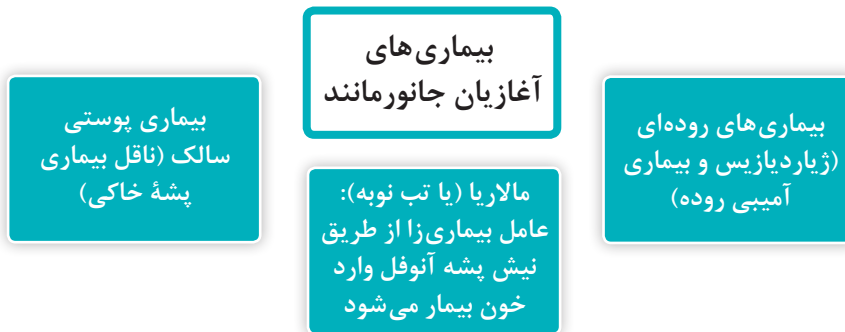 بیماری‌های
آغازیان جانورمانند
بیماری‌های روده‌ای
(ژیاردیازیس و بیماری
آمیبی روده)
مالاریا (یا تب نوبه):
عامل بیماری‌زا از طریق
نیش پشه آنوفل وارد
خون بیمار می‌شود
بیماری پوستی
سالک (ناقل بیماری
پشهٔ خاکی)